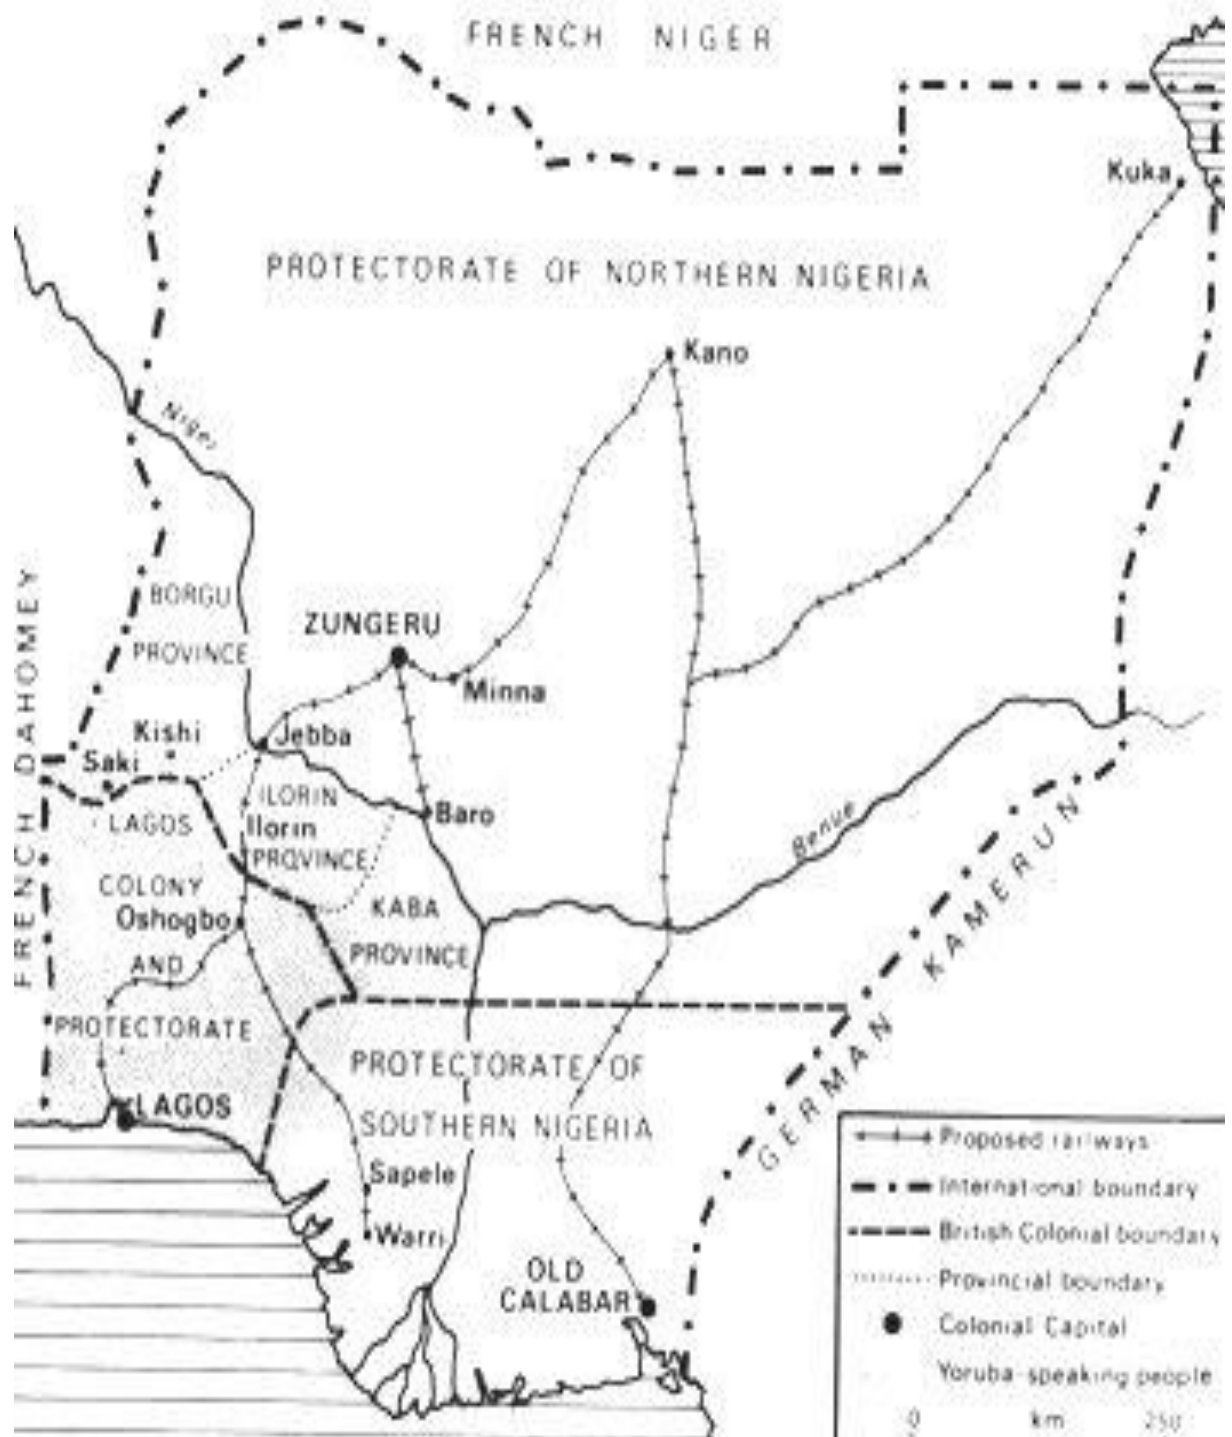 FRENCH NIGER
Kuka
PROTECTORATE OF NORTHERN NIGERIA
Kano
Niger
FRENCH DAHOMEY
BORGU
PROVINCE
ZUNGERU
Minna
Kishi
Jebba
Saki
ILORIN
Baro
LAGOS
Ilorin
PROVINCE
Benue
COLONY
KABA
Oshogbo
AND
PROVINCE
GERMAN KAMERUN
PROTECTORATE
PROTECTORATE OF
LAGOS
SOUTHERN NIGERIA
Sapele
Warri
OLD
CALABAR
Proposed railways
International boundary
British Colonial boundary
Provincial boundary
Colonial Capital
Yoruba-speaking people
0 km 250